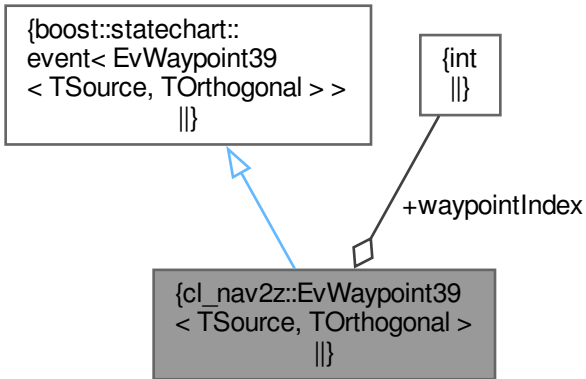 {boost::statechart::
event< EvWaypoint39
< TSource, TOrthogonal > >
||}
{int
||}
+waypointIndex
{cl_nav2z::EvWaypoint39
< TSource, TOrthogonal >
||}